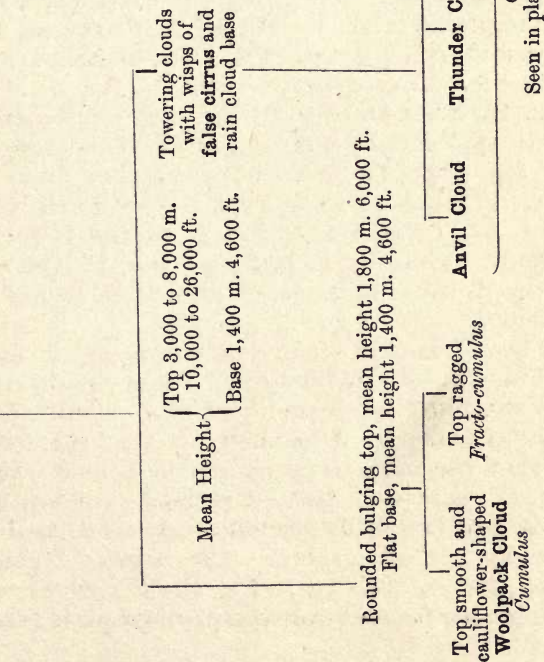 Towering clouds
with wisps of
false cirrus and
rain cloud base
Mean Height
Top 3,000 to 8,000 m.
10,000 to 26,000 ft.
Base 1,400 m. 4,600 ft.
Rounded bulging top, mean height 1,800 m. 6,000 ft.
Flat base, mean height 1,400 m. 4,600 ft.
Top smooth and
cauliflower-shaped
Woolpack Cloud
Cumulus
Top ragged
Fracto-cumulus
Anvil Cloud
Thunder C
Seen in pla